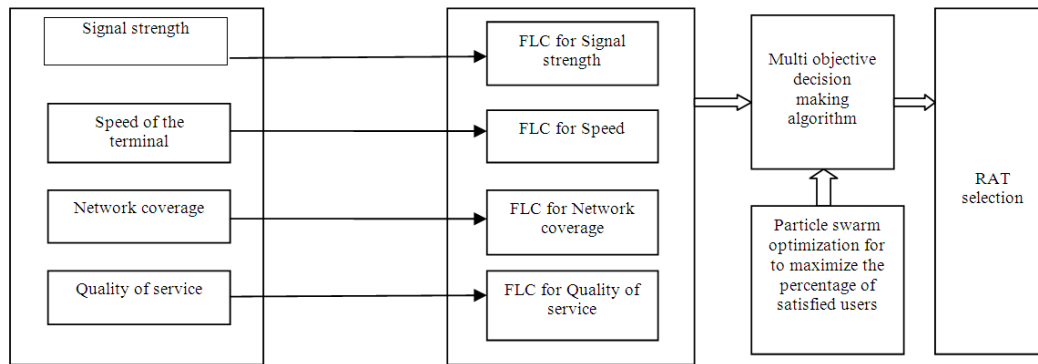 Signal strength
Speed of the
terminal
Network coverage
Quality of service
FLC for Signal
strength
FLC for Speed
FLC for Network
coverage
FLC for Quality of
service
Multi objective
decision
making
algorithm
Particle swarm
optimization for
to maximize the
percentage of
satisfied users
RAT
selection